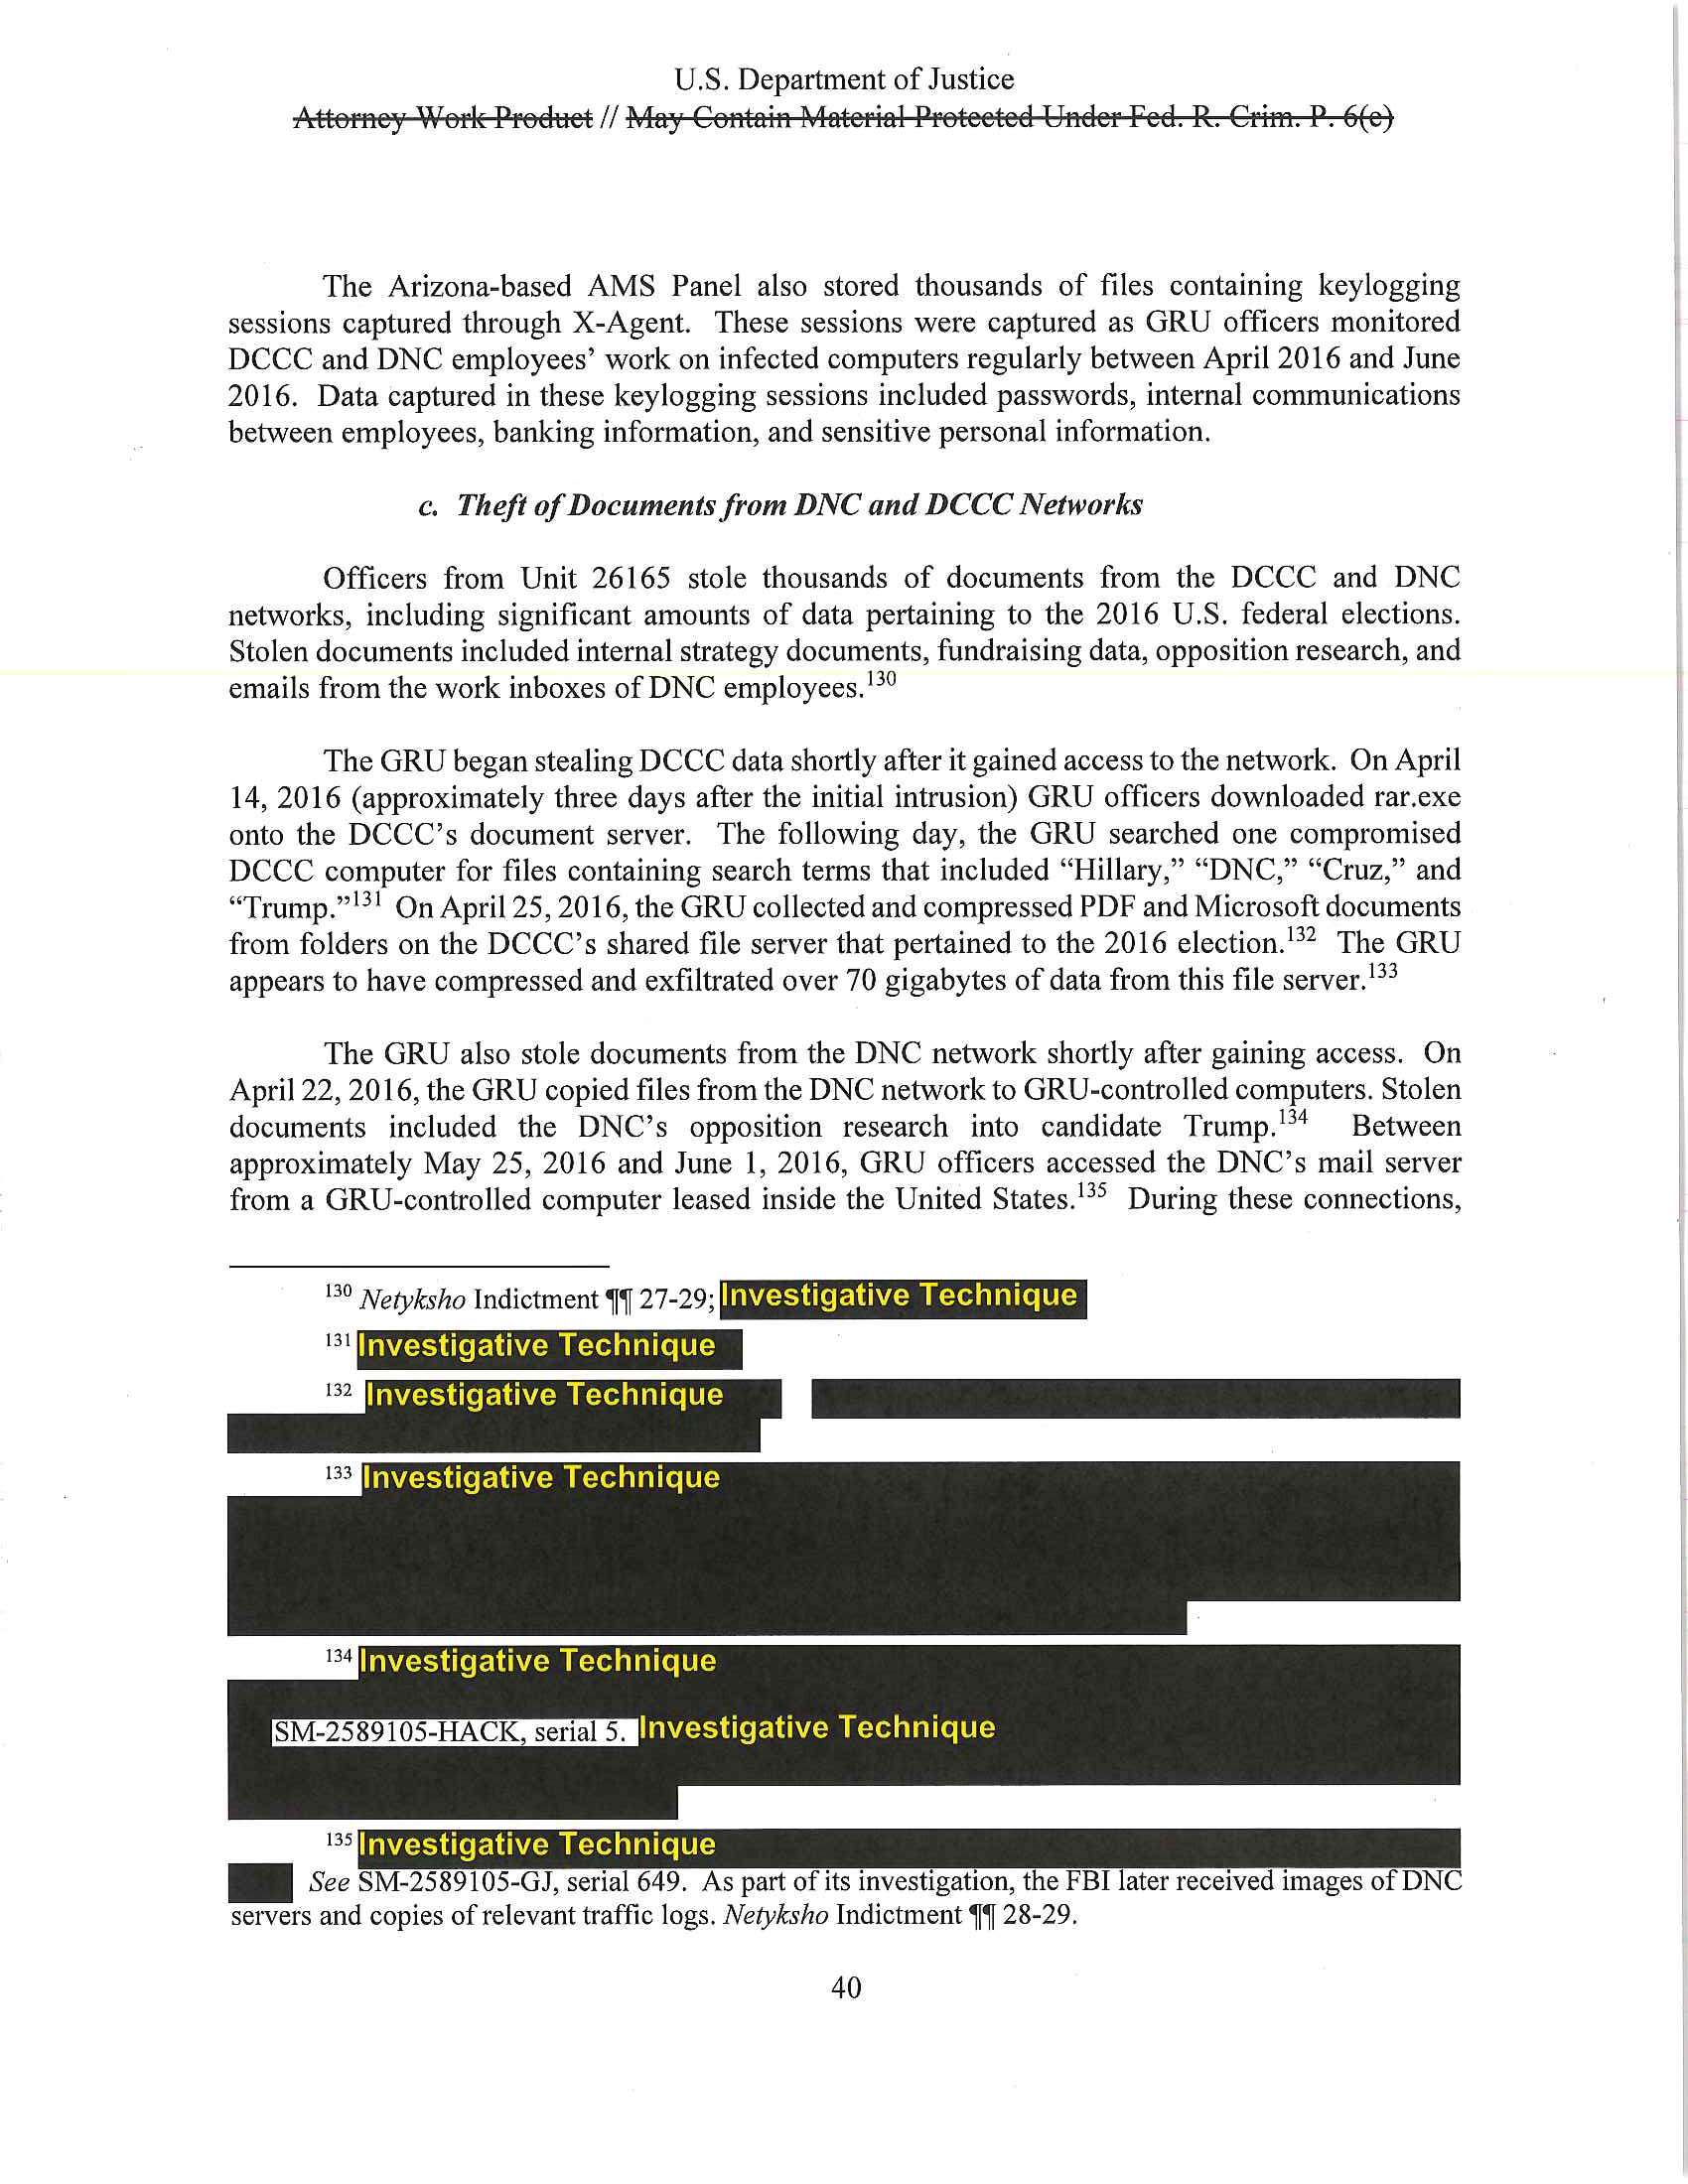 U.S. Department of Justice
Attorney Work Product // May Contain Material Protected Under Fed. R. Crim. P. 6(e)
The Arizona-based AMS Panel also stored thousands of files containing keylogging
sessions captured through X-Agent. These sessions were captured as GRU officers monitored
DCCC and DNC employees’ work on infected computers regularly between April 2016 and June
2016. Data captured in these keylogging sessions included passwords, internal communications
between employees, banking information, and sensitive personal information.
c. Theft of Documents from DNC and DCCC Networks
Officers from Unit 26165 stole thousands of documents from the DCCC and DNC
networks, including significant amounts of data pertaining to the 2016 U.S. federal elections.
Stolen documents included internal strategy documents, fundraising data, opposition research, and
emails from the work inboxes of DNC employees.130
The GRU began stealing DCCC data shortly after it gained access to the network. On April
14, 2016 (approximately three days after the initial intrusion) GRU officers downloaded rar.exe
onto the DCCC’s document server. The following day, the GRU searched one compromised
DCCC computer for files containing search terms that included “Hillary,” “DNC,” “Cruz,” and
“Trump.”131 On April 25, 2016, the GRU collected and compressed PDF and Microsoft documents
from folders on the DCCC’s shared file server that pertained to the 2016 election.132 The GRU
appears to have compressed and exfiltrated over 70 gigabytes of data from this file server.133
The GRU also stole documents from the DNC network shortly after gaining access. On
April 22, 2016, the GRU copied files from the DNC network to GRU-controlled computers. Stolen
documents included the DNC’s opposition research into candidate Trump.134 Between
approximately May 25, 2016 and June 1, 2016, GRU officers accessed the DNC’s mail server
from a GRU-controlled computer leased inside the United States.135 During these connections,
130 Netyksho Indictment ¶¶ 27-29; Investigative Technique
131 Investigative Technique
132 Investigative Technique
133 Investigative Technique
134 Investigative Technique
SM-2589105-HACK, serial 5. Investigative Technique
135 Investigative Technique
See SM-2589105-GJ, serial 649. As part of its investigation, the FBI later received images of DNC
servers and copies of relevant traffic logs. Netyksho Indictment ¶¶ 28-29.
40